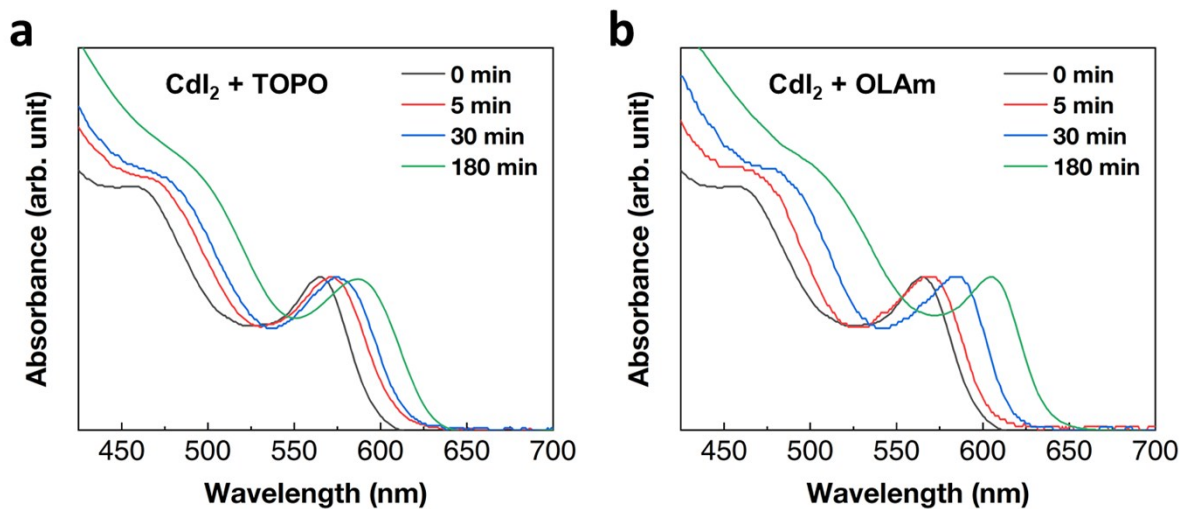 a
CdI₂ + TOPO
0 min
5 min
30 min
180 min
Absorbance (arb. unit)
450 500 550 600 650 700
Wavelength (nm)
b
CdI₂ + OLAm
0 min
5 min
30 min
180 min
Absorbance (arb. unit)
450 500 550 600 650 700
Wavelength (nm)